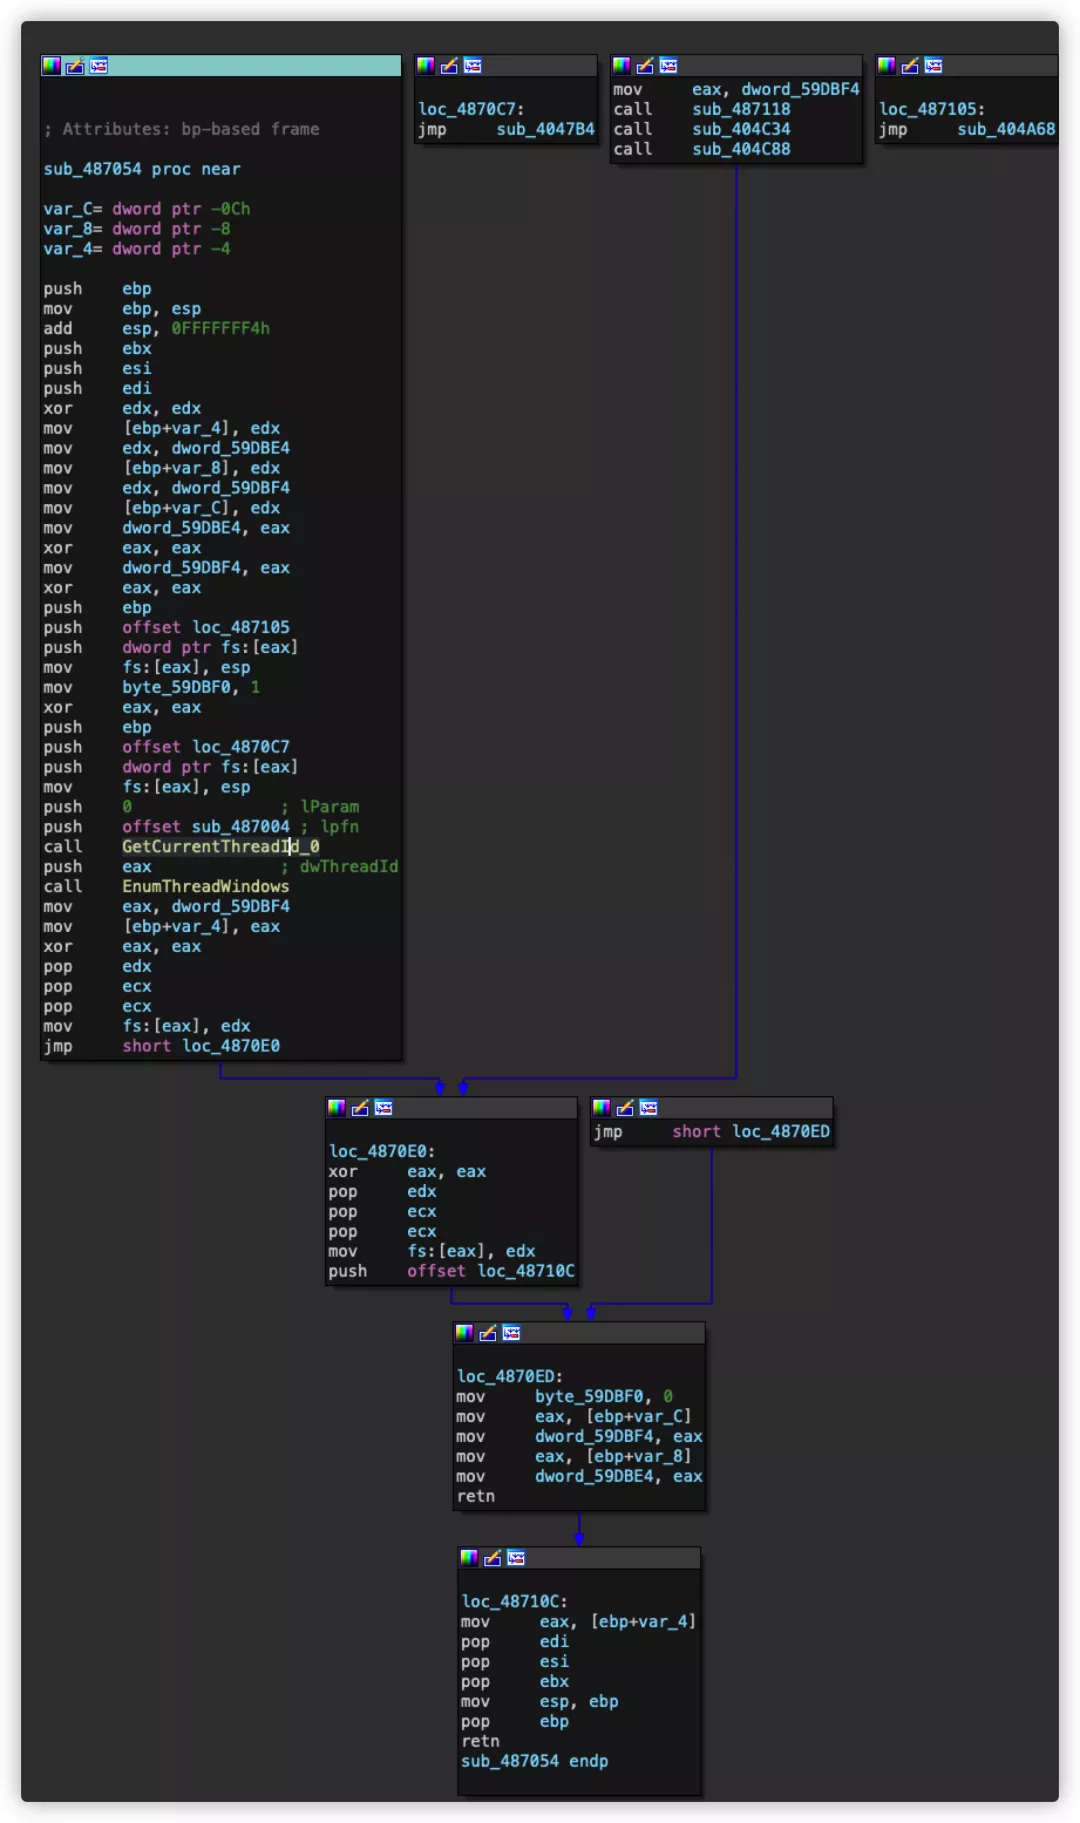 ; Attributes: bp-based frame
sub_487054 proc near
var_C= dword ptr -0Ch
var_8= dword ptr -8
var_4= dword ptr -4
push ebp
mov ebp, esp
add esp, 0FFFFFFF4h
push ebx
push esi
push edi
xor edx, edx
mov [ebp+var_4], edx
mov edx, dword_59DBE4
mov [ebp+var_8], edx
mov edx, dword_59DBF4
mov [ebp+var_C], edx
mov dword_59DBE4, eax
xor eax, eax
mov dword_59DBF4, eax
xor eax, eax
push ebp
push offset loc_487105
push dword ptr fs:[eax]
mov fs:[eax], esp
mov byte_59DBF0, 1
xor eax, eax
push ebp
push offset loc_4870C7
push dword ptr fs:[eax]
mov fs:[eax], esp
push 0 ; lParam
push offset sub_487004 ; lpfn
call GetCurrentThreadId_0
push eax ; dwThreadId
call EnumThreadWindows
mov eax, dword_59DBF4
mov [ebp+var_4], eax
xor eax, eax
pop edx
pop ecx
pop ecx
mov fs:[eax], edx
jmp short loc_4870E0
loc_4870C7:
jmp sub_4047B4
mov eax, dword_59DBF4
call sub_487118
call sub_404C34
call sub_404C88
loc_487105:
jmp sub_404A68
loc_4870E0:
xor eax, eax
pop edx
pop ecx
pop ecx
mov fs:[eax], edx
push offset loc_48710C
jmp short loc_4870ED
loc_4870ED:
mov byte_59DBF0, 0
mov eax, [ebp+var_C]
mov dword_59DBF4, eax
mov eax, [ebp+var_8]
mov dword_59DBE4, eax
retn
loc_48710C:
mov eax, [ebp+var_4]
pop edi
pop esi
pop ebx
mov esp, ebp
pop ebp
retn
sub_487054 endp